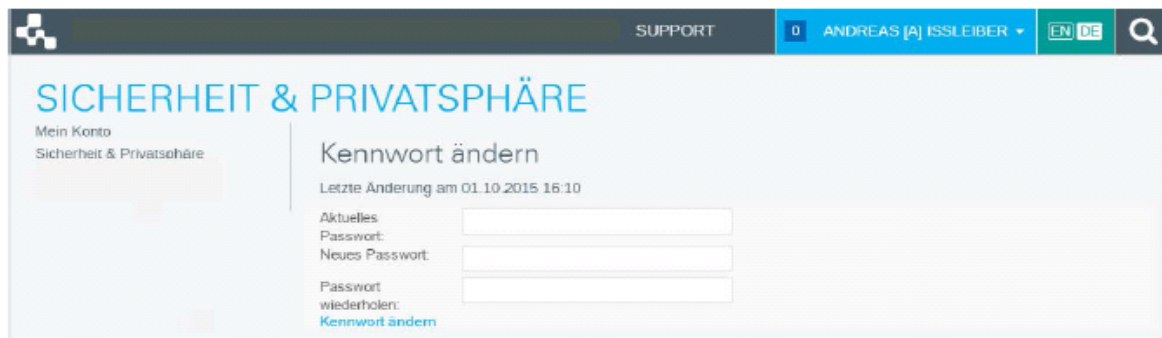 SUPPORT
0 ANDREAS [A] ISSLEIBER
EN DE
SICHERHEIT & PRIVATSPHÄRE
Mein Konto
Sicherheit & Privatsphäre
Kennwort ändern
Letzte Änderung am 01.10.2015 16:10
Aktuelles
Passwort:
Neues Passwort:
Passwort
wiederholen:
Kennwort ändern